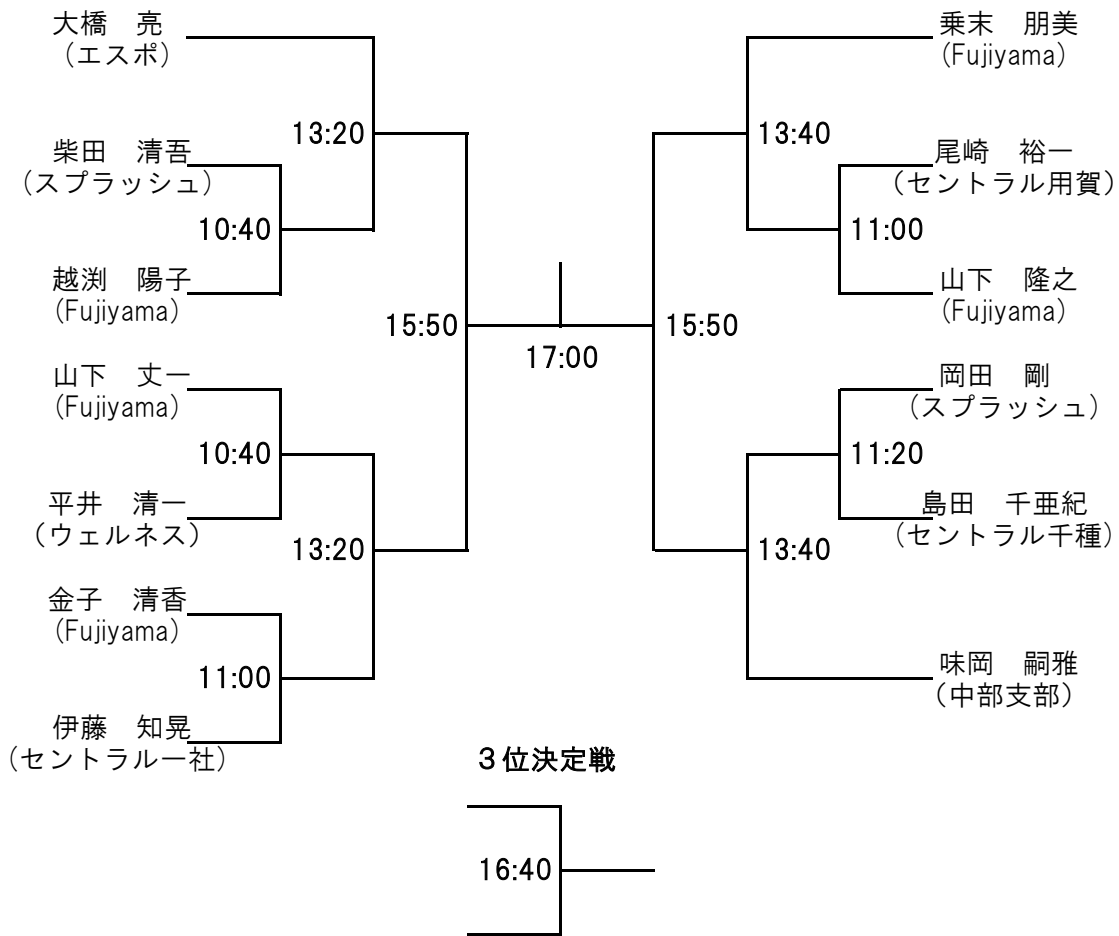 大橋　亮
（エスポ）
13:20
柴田　清吾
（スプラッシュ）
10:40
越渕　陽子
（Fujiyama）
15:50
山下　丈一
（Fujiyama）
10:40
平井　清一
（ウェルネス）
13:20
金子　清香
（Fujiyama）
11:00
伊藤　知晃
（セントラル一社）
17:00
乗末　朋美
（Fujiyama）
13:40
尾崎　裕一
（セントラル用賀）
11:00
山下　隆之
（Fujiyama）
15:50
岡田　剛
（スプラッシュ）
11:20
島田　千亜紀
（セントラル千種）
13:40
味岡　嗣雅
（中部支部）
３位決定戦
16:40